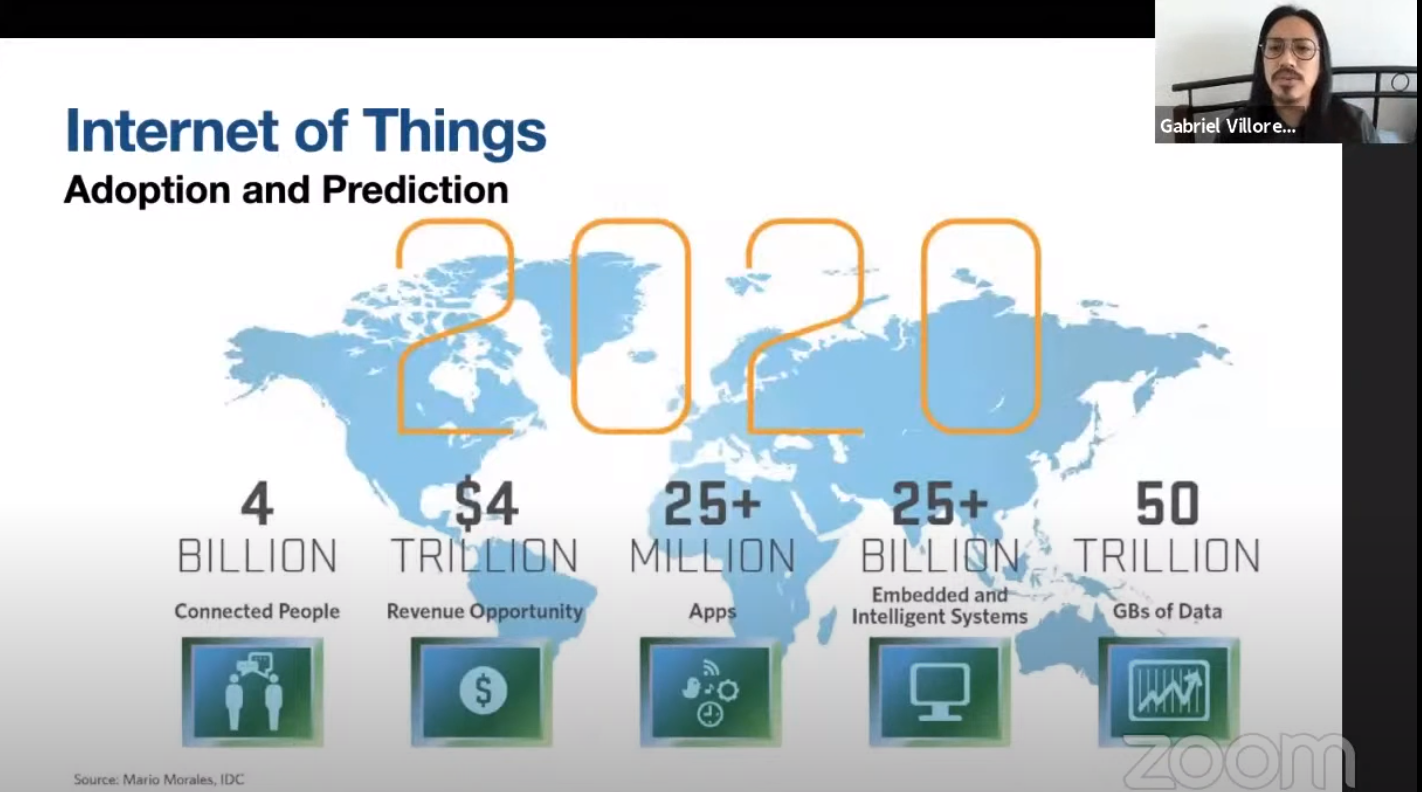 Internet of Things
Adoption and Prediction
Gabriel Villore...
2020
4
BILLION
Connected People
$4
TRILLION
Revenue Opportunity
25+
MILLION
Apps
25+
BILLION
Embedded and
Intelligent Systems
50
TRILLION
GBs of Data
$
Source: Mario Morales, IDC
zoom